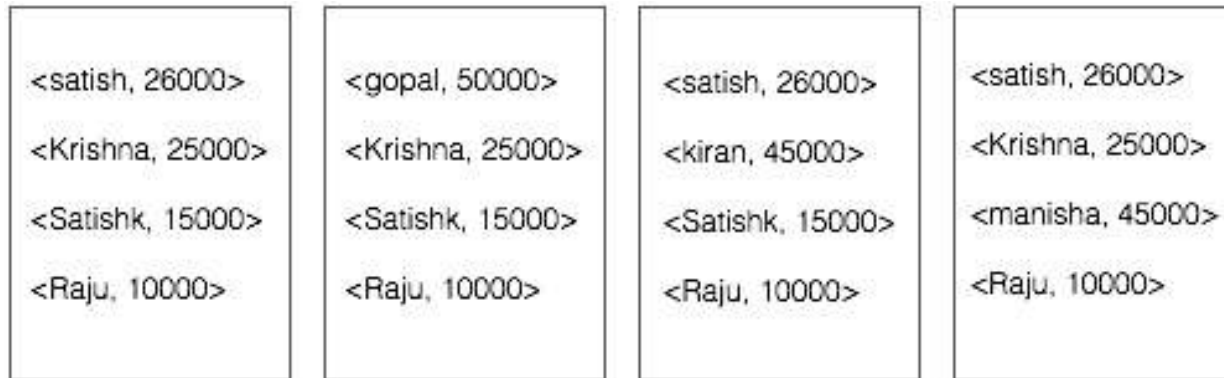 <satish, 26000>
<Krishna, 25000>
<Satishk, 15000>
<Raju, 10000>
<gopal, 50000>
<Krishna, 25000>
<Satishk, 15000>
<Raju, 10000>
<satish, 26000>
<kiran, 45000>
<Satishk, 15000>
<Raju, 10000>
<satish, 26000>
<Krishna, 25000>
<manisha, 45000>
<Raju, 10000>